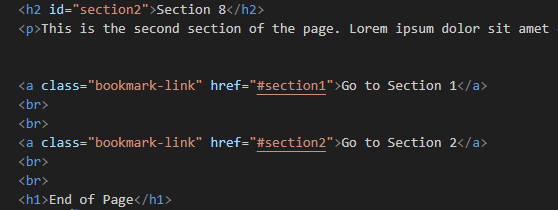 <h2 id="section2">Section 8</h2>
<p>This is the second section of the page. Lorem ipsum dolor sit amet
<a class="bookmark-link" href="#section1">Go to Section 1</a>
<br>
<br>
<a class="bookmark-link" href="#section2">Go to Section 2</a>
<br>
<br>
<h1>End of Page</h1>